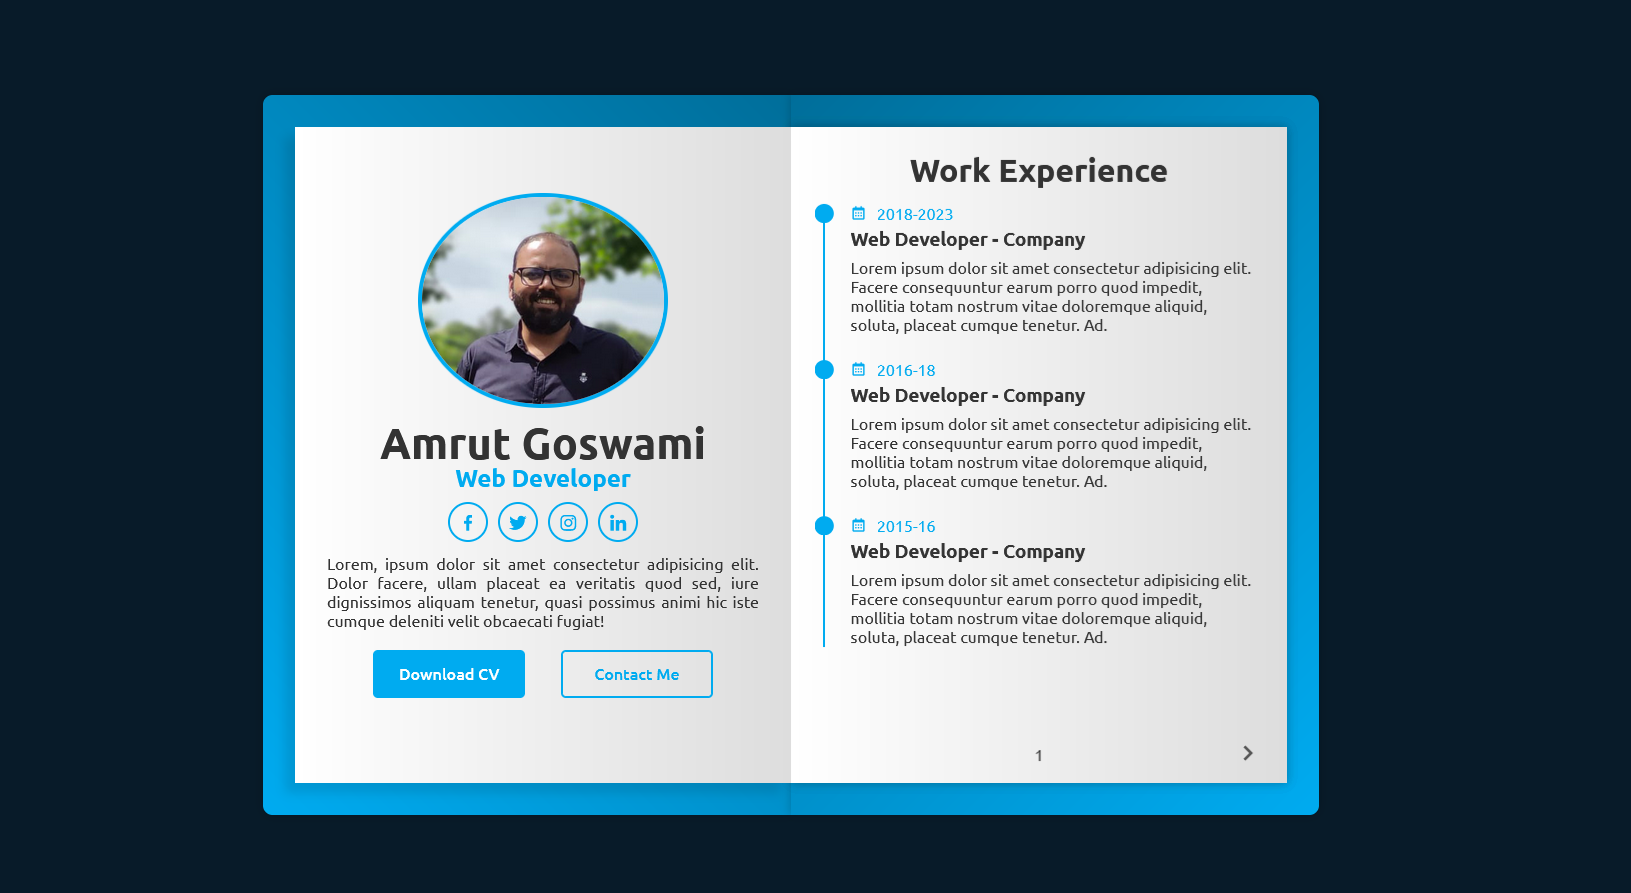 Amrut Goswami
Web Developer
Lorem, ipsum dolor sit amet consectetur adipisicing elit.
Dolor facere, ullam placeat ea veritatis quod sed, iure
dignissimos aliquam tenetur, quasi possimus animi hic iste
cumque deleniti velit obcaecati fugiat!
Download CV
Contact Me
Work Experience
2018-2023
Web Developer - Company
Lorem ipsum dolor sit amet consectetur adipisicing elit.
Facere consequuntur earum porro quod impedit,
mollitia totam nostrum vitae doloremque aliquid,
soluta, placeat cumque tenetur. Ad.
2016-18
Web Developer - Company
Lorem ipsum dolor sit amet consectetur adipisicing elit.
Facere consequuntur earum porro quod impedit,
mollitia totam nostrum vitae doloremque aliquid,
soluta, placeat cumque tenetur. Ad.
2015-16
Web Developer - Company
Lorem ipsum dolor sit amet consectetur adipisicing elit.
Facere consequuntur earum porro quod impedit,
mollitia totam nostrum vitae doloremque aliquid,
soluta, placeat cumque tenetur. Ad.
1